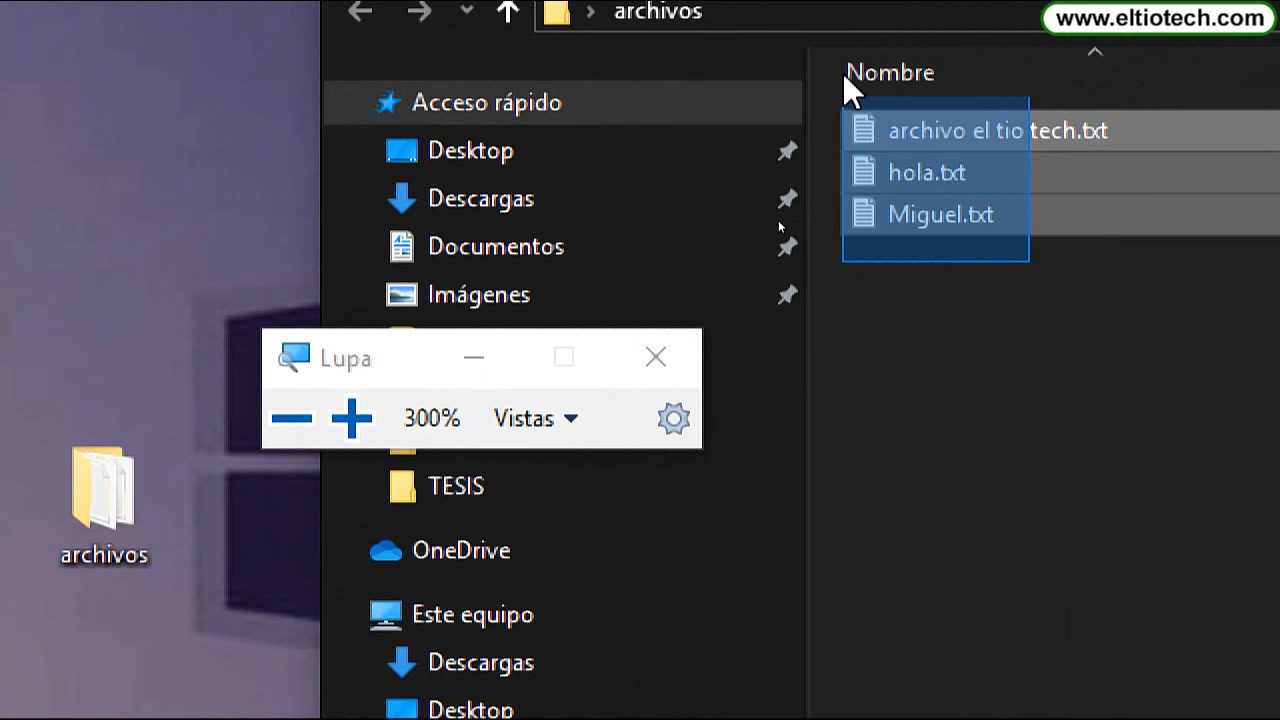 archivos
www.eltiotech.com
Nombre
Acceso rápido
archivo el tio tech.txt
Desktop
hola.txt
Descargas
Miguel.txt
Documentos
Imágenes
Lupa
300%
Vistas
TESIS
OneDrive
archivos
Este equipo
Descargas
Desktop